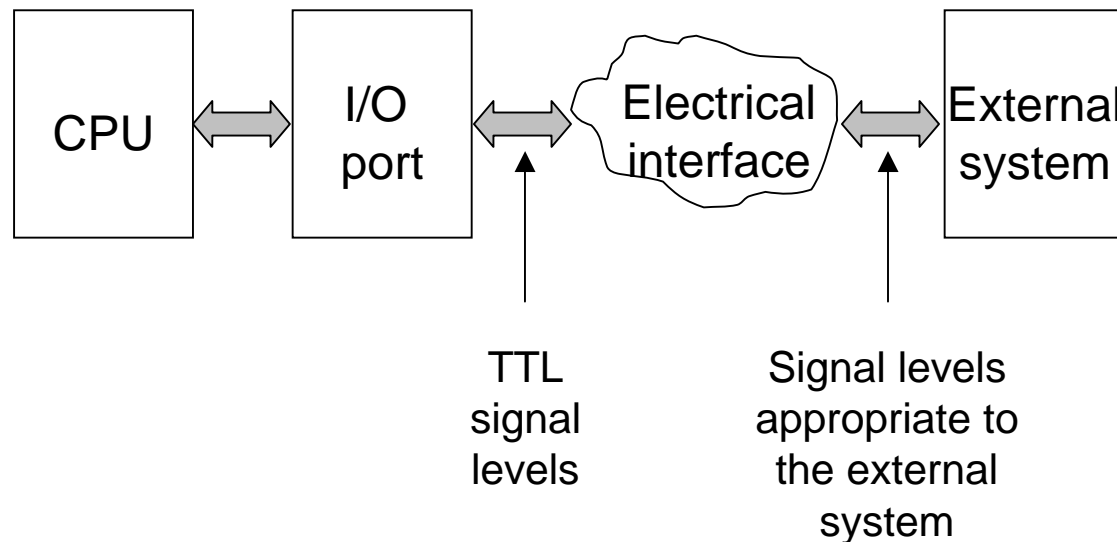 CPU
I/O
port
Electrical
interface
External
system
TTL
signal
levels
Signal levels
appropriate to
the external
system